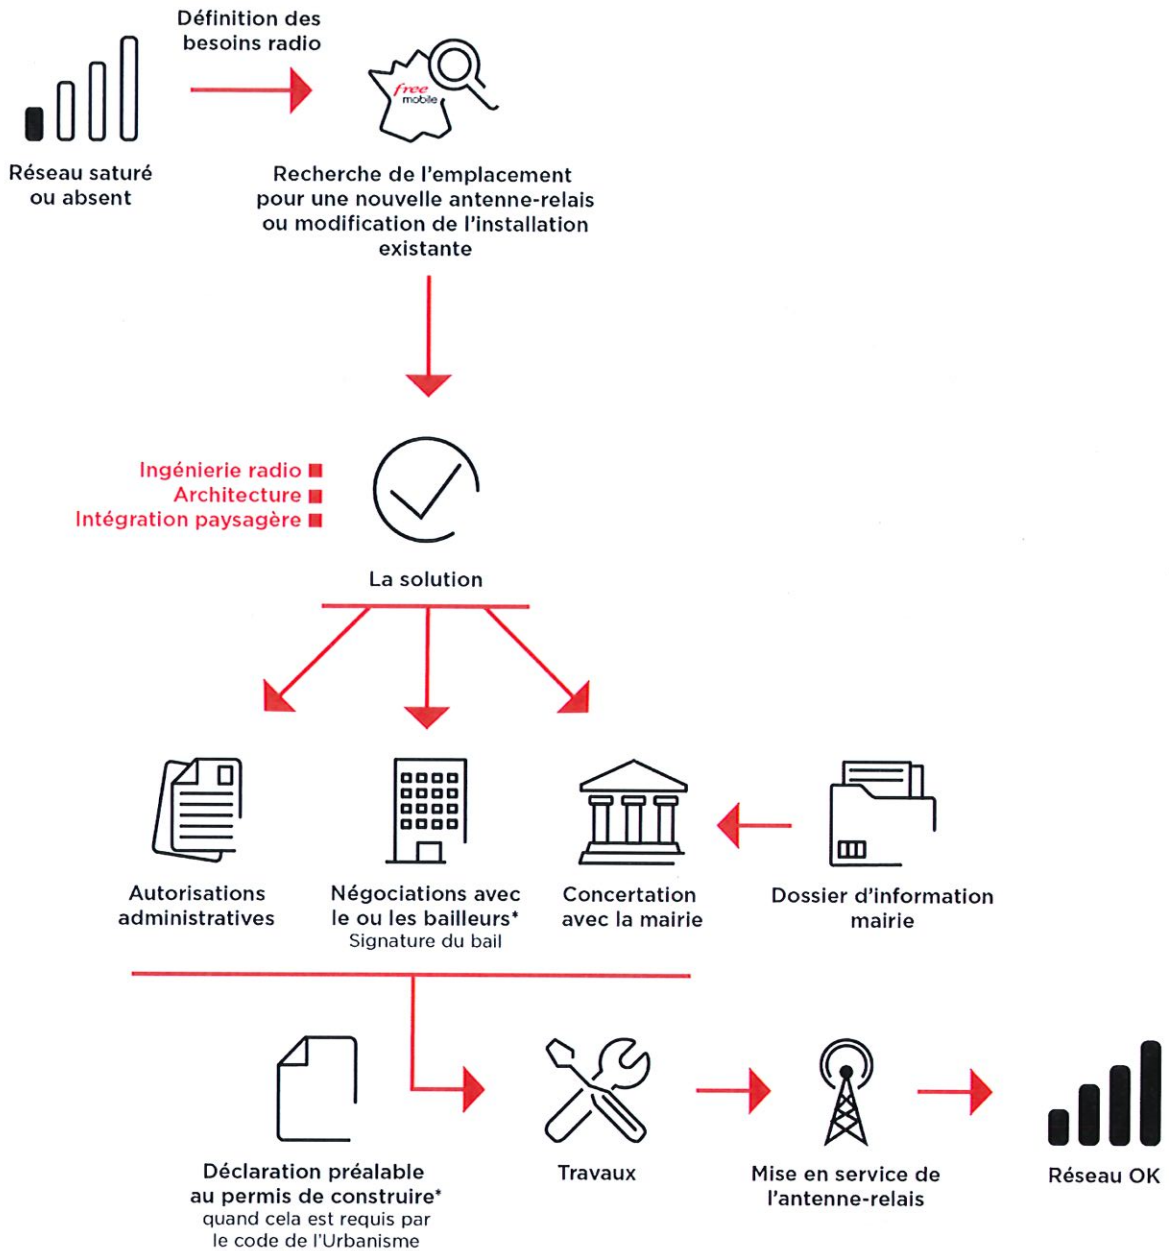 Définition des
besoins radio
free
mobile
Réseau saturé
ou absent
Recherche de l'emplacement
pour une nouvelle antenne-relais
ou modification de l'installation
existante
Ingénierie radio
Architecture
Intégration paysagère
La solution
Autorisations
administratives
Négociations avec
le ou les bailleurs*
Signature du bail
Concertation
avec la mairie
Dossier d'information
mairie
Déclaration préalable
au permis de construire*
quand cela est requis par
le code de l'Urbanisme
Travaux
Mise en service de
l'antenne-relais
Réseau OK